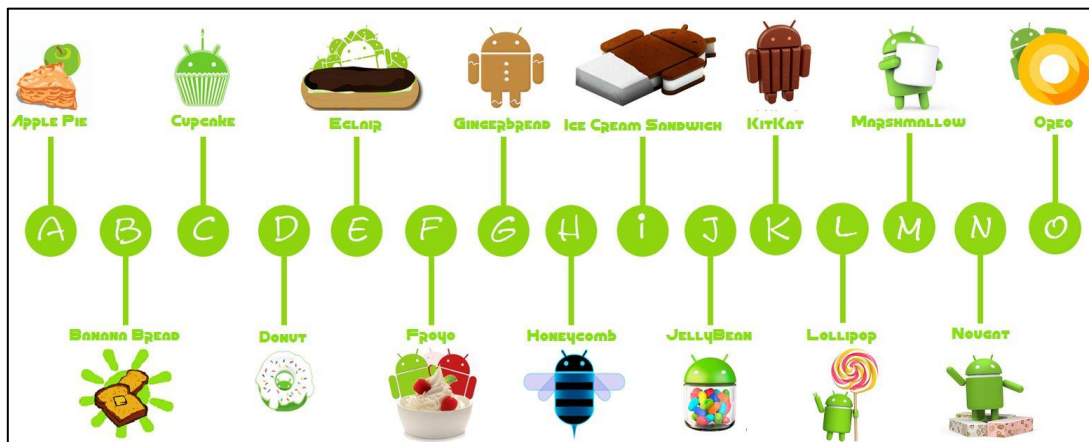 Apple Pie
Cupcake
Eclair
Gingerbread
Ice Cream Sandwich
KitKat
Marshmallow
Oreo
A B C D E F G H i J K L M N O
Banana Bread
Donut
Froyo
Honeycomb
JellyBean
Lollipop
Nougat